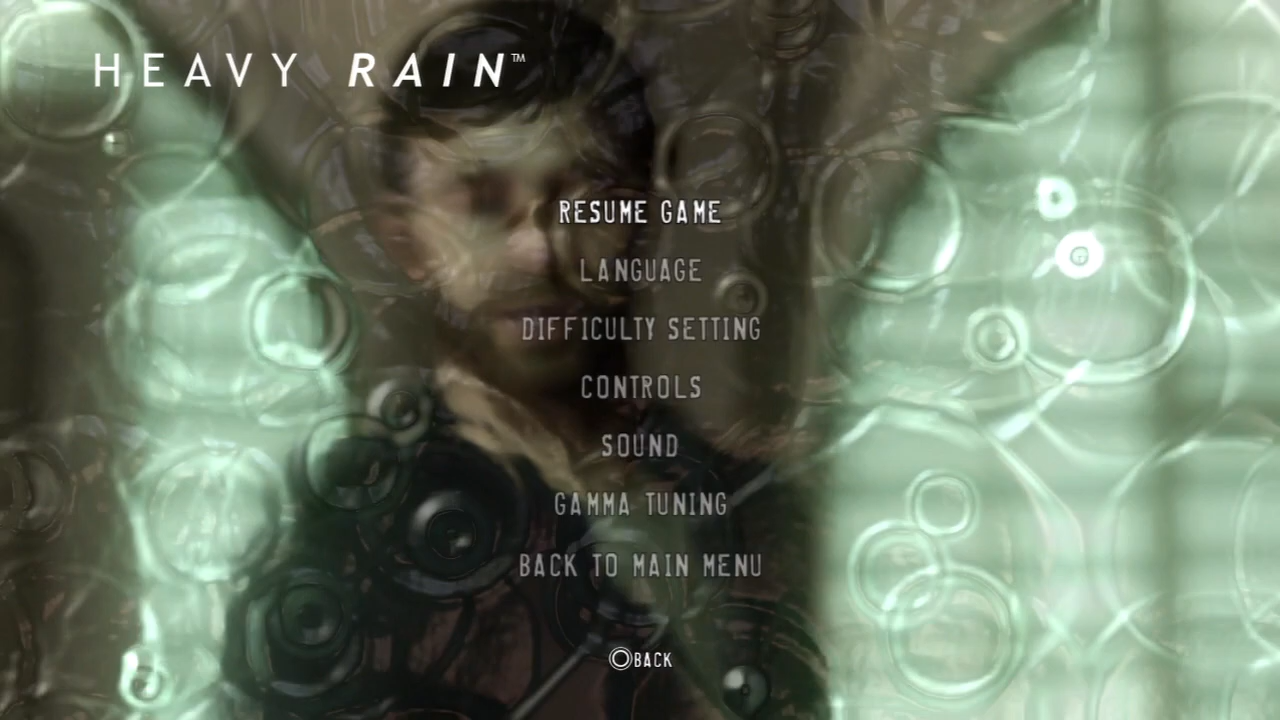 HEAVY RAIN™
RESUME GAME
LANGUAGE
DIFFICULTY SETTING
CONTROLS
SOUND
GAMMA TUNING
BACK TO MAIN MENU
BACK